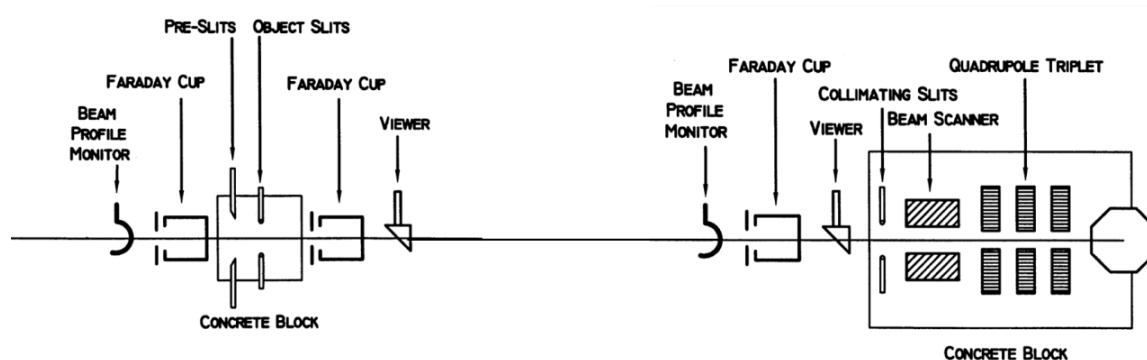 PRE-SLITS
OBJECT SLITS
FARADAY CUP
FARADAY CUP
BEAM
PROFILE
MONITOR
VIEWER
CONCRETE BLOCK
FARADAY CUP
BEAM
PROFILE
MONITOR
VIEWER
QUADRUPOLE TRIPLET
COLLIMATING SLITS
BEAM SCANNER
CONCRETE BLOCK